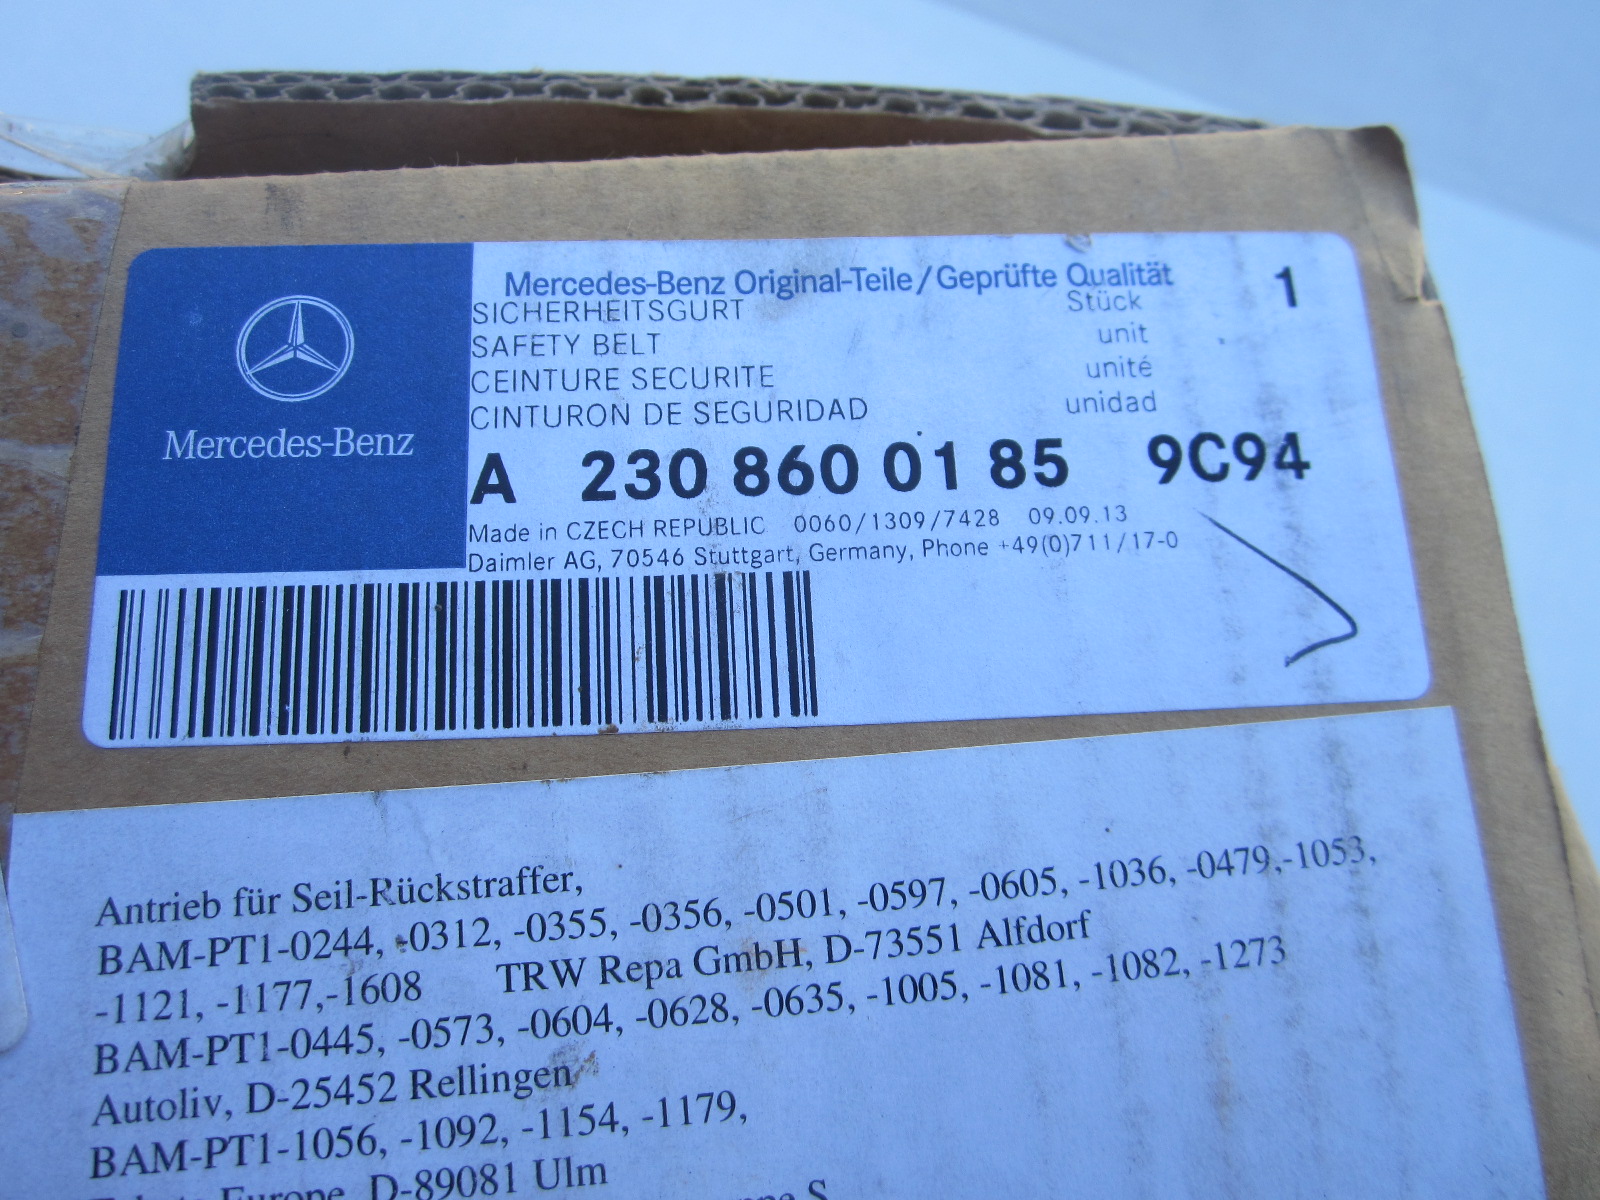 Mercedes-Benz
Mercedes-Benz Original-Teile/Geprüfte Qualität
SICHERHEITSGURT Stück 1
SAFETY BELT unit
CEINTURE SECURITE unité
CINTURON DE SEGURIDAD unidad
A 230 860 01 85 9C94
Made in CZECH REPUBLIC 0060/1309/7428 09.09.13
Daimler AG, 70546 Stuttgart, Germany, Phone +49(0)711/17-0
Antrieb für Seil-Rückstraffer,
BAM-PT1-0244, -0312, -0355, -0356, -0501, -0597, -0605, -1036, -0479,-1053,
-1121, -1177,-1608 TRW Repa GmbH, D-73551 Alfdorf
BAM-PT1-0445, -0573, -0604, -0628, -0635, -1005, -1081, -1082, -1273
Autoliv, D-25452 Rellingen
BAM-PT1-1056, -1092, -1154, -1179,
Europe, D-89081 Ulm